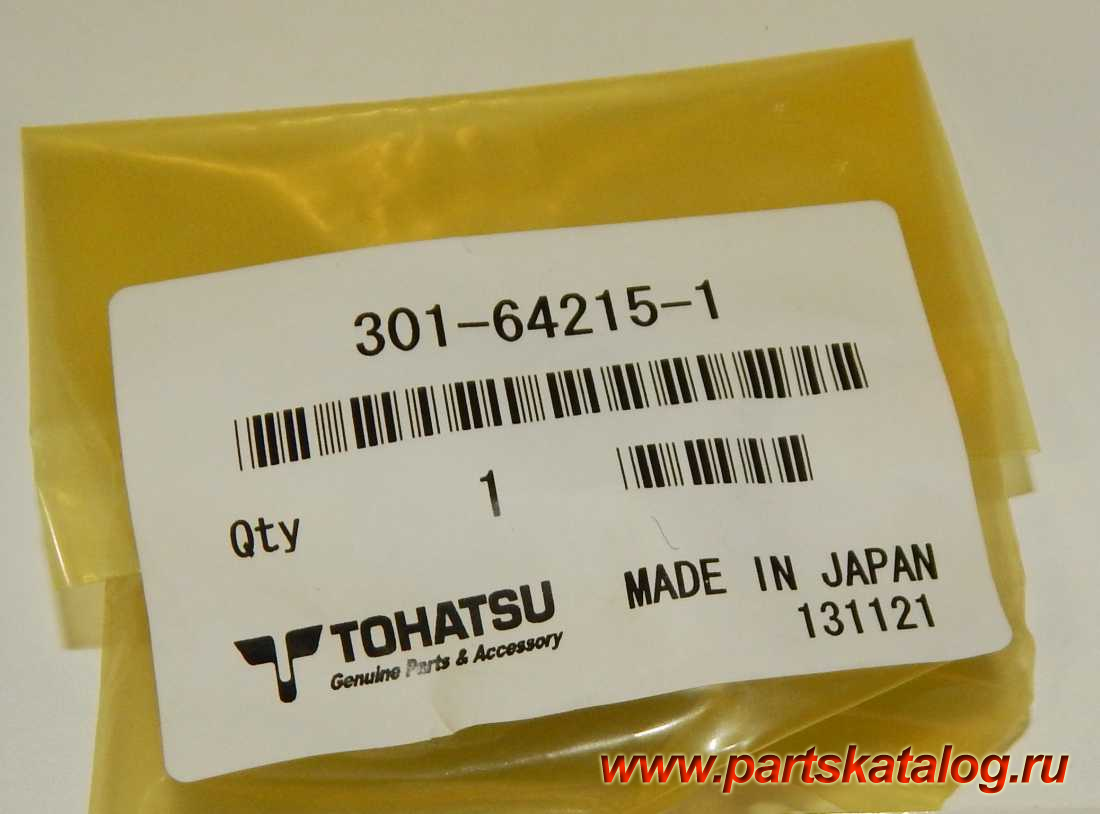 301-64215-1
Qty 1
TOHATSU
Genuine Parts & Accessory
MADE IN JAPAN
131121
www.partskatalog.ru